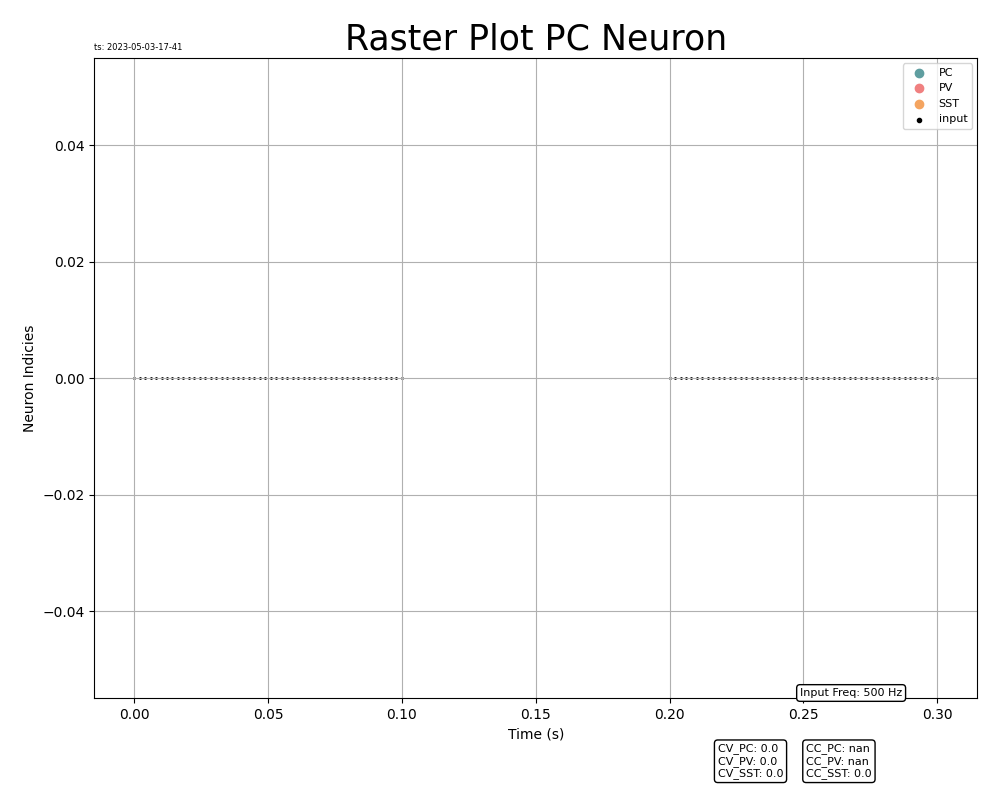 Raster Plot PC Neuron
ts: 2023-05-03-17-41
PC
PV
SST
input
0.04
0.02
0.00
−0.02
−0.04
Neuron Indicies
Input Freq: 500 Hz
0.00 0.05 0.10 0.15 0.20 0.25 0.30
Time (s)
CV_PC: 0.0
CV_PV: 0.0
CV_SST: 0.0
CC_PC: nan
CC_PV: nan
CC_SST: 0.0